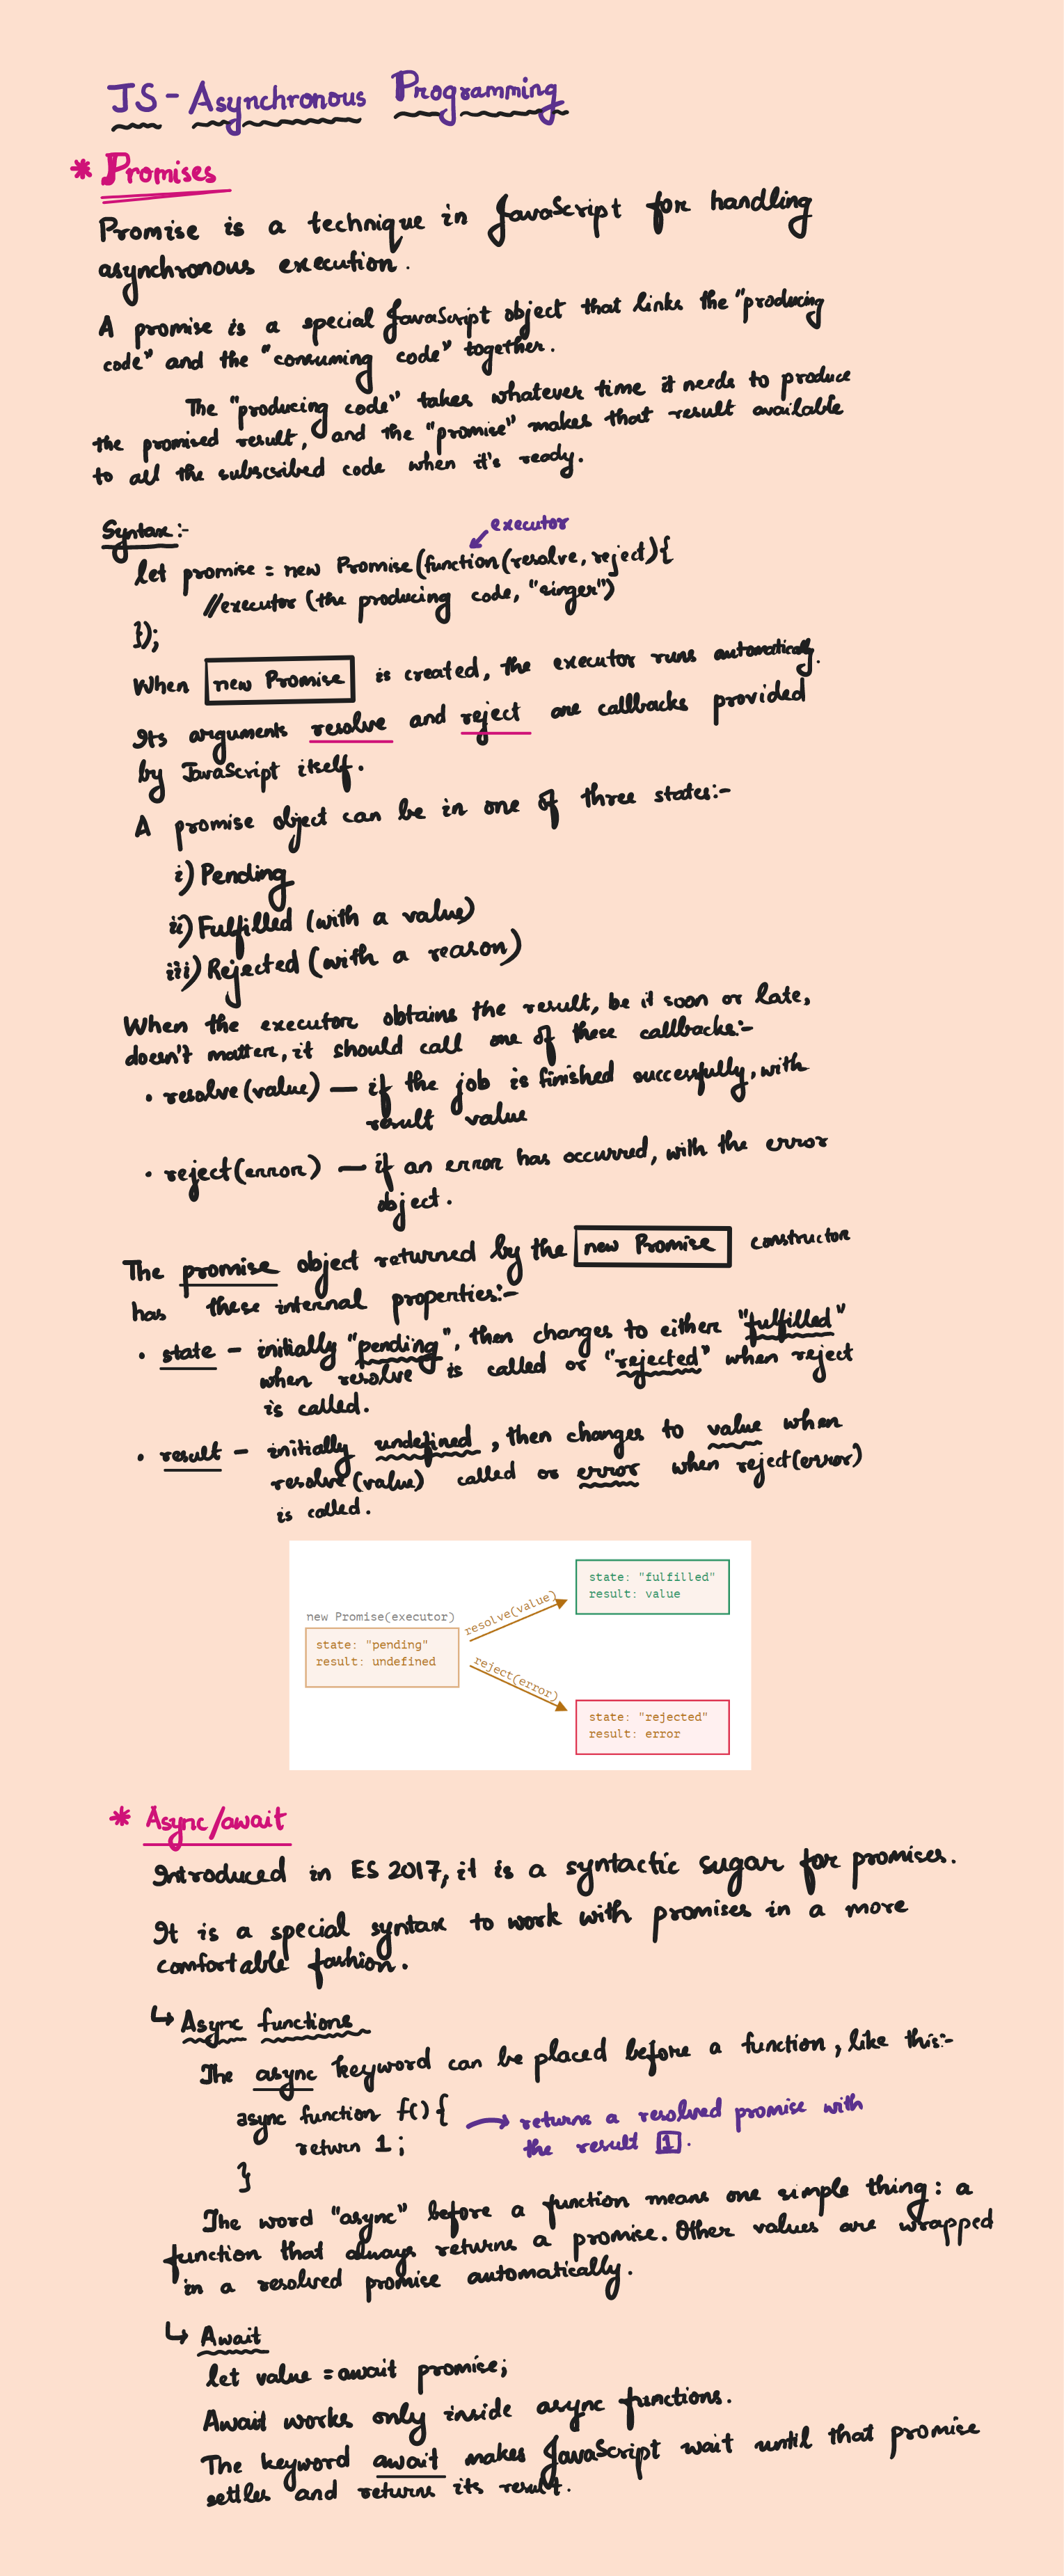 JS - Asynchronous Programming
* Promises
Promise is a technique in JavaScript for handling
asynchronous execution.
A promise is a special JavaScript object that links the "producing
code" and the "consuming code" together.
The "producing code" takes whatever time it needs to produce
the promised result, and the "promise" makes that result available
to all the subscribed code when it's ready.
Syntax:-
executor
let promise = new Promise(function(resolve, reject){
//executor (the producing code, "singer")
});
When new Promise is created, the executor runs automatically.
Its arguments resolve and reject are callbacks provided
by JavaScript itself.
A promise object can be in one of three states:-
i) Pending
ii) Fulfilled (with a value)
iii) Rejected (with a reason)
When the executor obtains the result, be it soon or late,
doesn't matter, it should call one of these callbacks:-
• resolve(value) — if the job is finished successfully, with
result value
• reject(error) — if an error has occurred, with the error
object.
The promise object returned by the new Promise constructor
has these internal properties:-
• state - initially "pending", then changes to either "fulfilled"
when resolve is called or "rejected" when reject
is called.
• result - initially undefined, then changes to value when
resolve(value) called or error when reject(error)
is called.
new Promise(executor)
state: "pending"
result: undefined
resolve(value)
state: "fulfilled"
result: value
reject(error)
state: "rejected"
result: error
* Async/await
Introduced in ES 2017, it is a syntactic sugar for promises.
It is a special syntax to work with promises in a more
comfortable fashion.
↳ Async functions
The async keyword can be placed before a function, like this:-
async function f() { → returns a resolved promise with
return 1; the result 1.
}
The word "async" before a function means one simple thing: a
function that always returns a promise. Other values are wrapped
in a resolved promise automatically.
↳ Await
let value = await promise;
Await works only inside async functions.
The keyword await makes JavaScript wait until that promise
settles and returns its result.